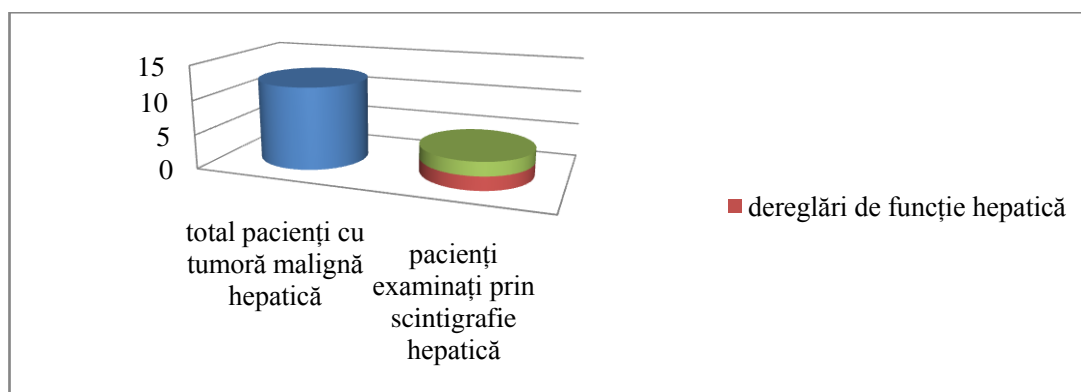 15
10
5
0
total pacienți cu
tumoră malignă
hepatică
pacienți
examinați prin
scintigrafie
hepatică
dereglări de funcție hepatică